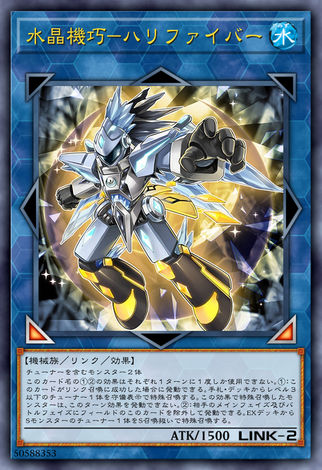 水晶機巧－ハリファイバー
水
【機械族／リンク／効果】
チューナーを含むモンスター２体
このカード名の①②の効果はそれぞれ１ターンに１度しか使用できない。①：こ
のカードがリンク召喚に成功した場合に発動できる。手札・デッキからレベル３
以下のチューナー１体を守備表示で特殊召喚する。この効果で特殊召喚したモ
ンスターは、このターン効果を発動できない。②：相手のメインフェイズ及びバ
トルフェイズにフィールドのこのカードを除外して発動できる。EXデッキから
Sモンスターのチューナー１体をS召喚扱いで特殊召喚する。
ATK/1500 LINK-2
50588353